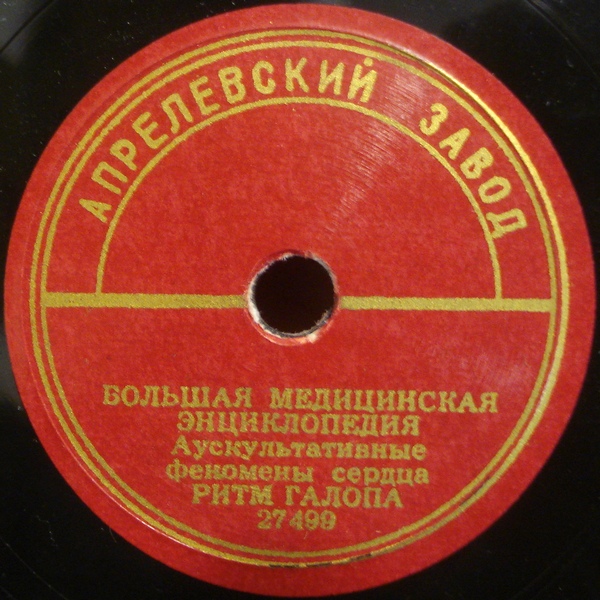 АПРЕЛЕВСКИЙ ЗАВОД
БОЛЬШАЯ МЕДИЦИНСКАЯ
ЭНЦИКЛОПЕДИЯ
Аускультативные
феномены сердца
РИТМ ГАЛОПА
27499